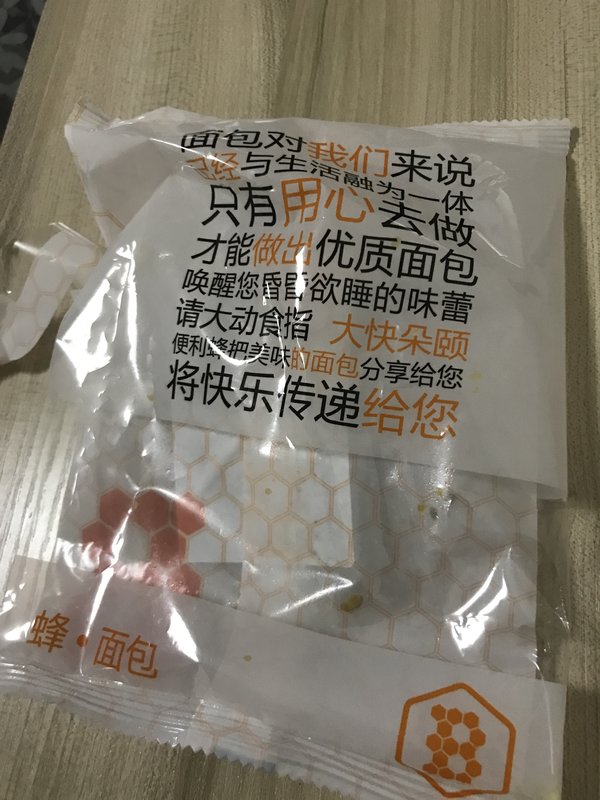 面包对我们来说
已经与生活融为一体
只有用心去做
才能做出优质面包
唤醒您昏昏欲睡的味蕾
请大动食指 大快朵颐
便利蜂把美味的面包分享给您
将快乐传递给您
蜂·面包